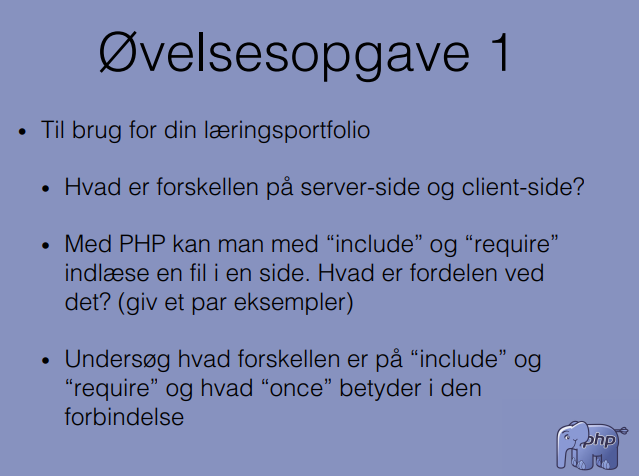 Øvelsesopgave 1
• Til brug for din læringsportfolio
• Hvad er forskellen på server-side og client-side?
• Med PHP kan man med “include” og “require”
indlæse en fil i en side. Hvad er fordelen ved
det? (giv et par eksempler)
• Undersøg hvad forskellen er på “include” og
“require” og hvad “once” betyder i den
forbindelse
php